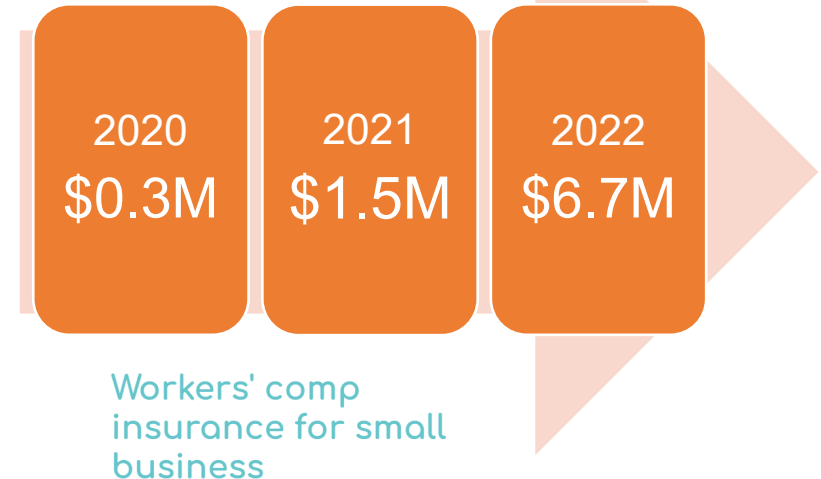 2020
$0.3M
2021
$1.5M
2022
$6.7M
Workers' comp
insurance for small
business